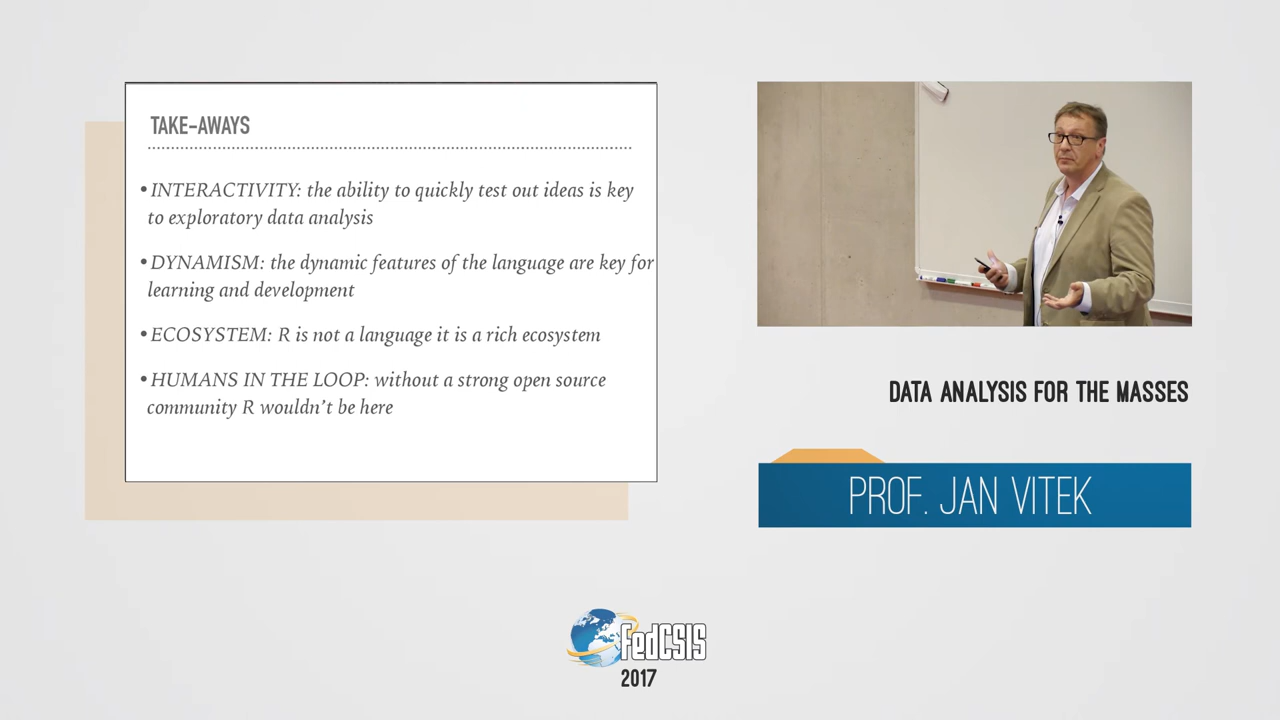 TAKE-AWAYS
•INTERACTIVITY: the ability to quickly test out ideas is key
to exploratory data analysis
•DYNAMISM: the dynamic features of the language are key for
learning and development
•ECOSYSTEM: R is not a language it is a rich ecosystem
•HUMANS IN THE LOOP: without a strong open source
community R wouldn't be here
DATA ANALYSIS FOR THE MASSES
PROF. JAN VITEK
FedCSIS
2017